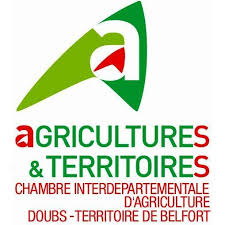 a
aGRICULTURES
& TERRITOIRES
CHAMBRE INTERDEPARTEMENTALE
D'AGRICULTURE
DOUBS - TERRITOIRE DE BELFORT